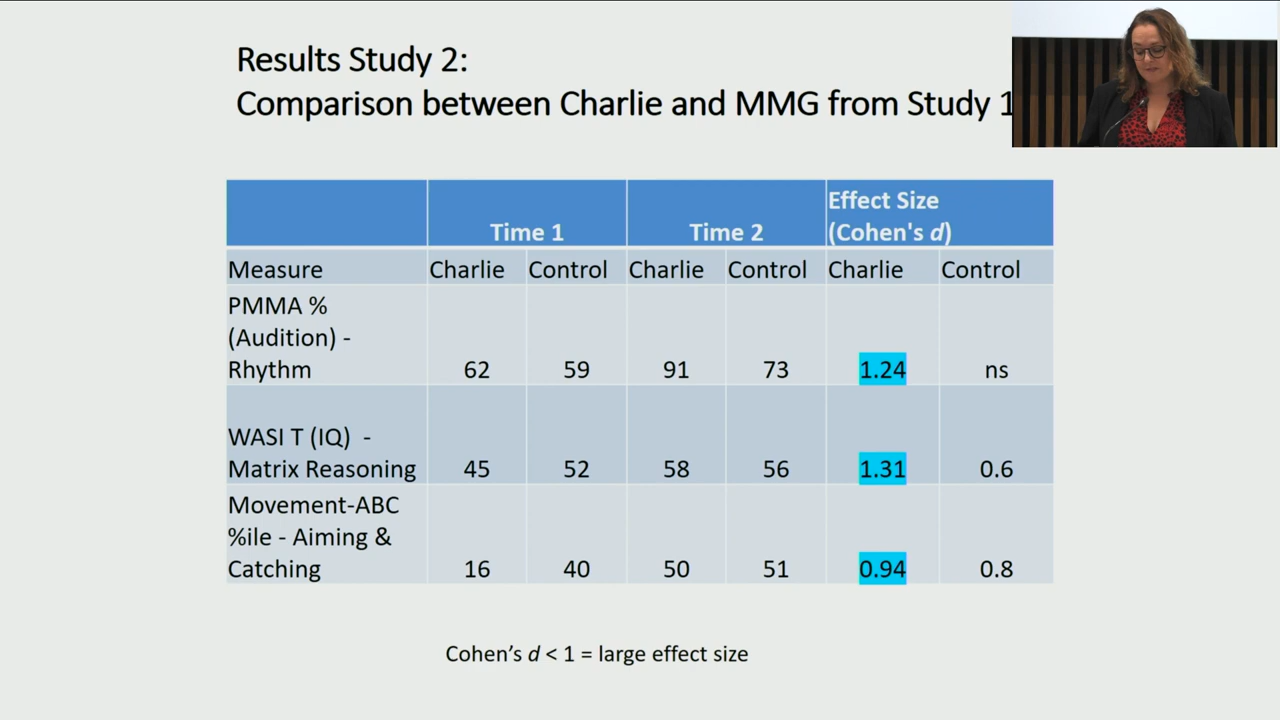 Results Study 2:
Comparison between Charlie and MMG from Study 1
Time 1 Time 2 Effect Size
(Cohen's d)
Measure Charlie Control Charlie Control Charlie Control
PMMA %
(Audition) -
Rhythm 62 59 91 73 1.24 ns
WASI T (IQ) -
Matrix Reasoning 45 52 58 56 1.31 0.6
Movement-ABC
%ile - Aiming &
Catching 16 40 50 51 0.94 0.8
Cohen's d < 1 = large effect size